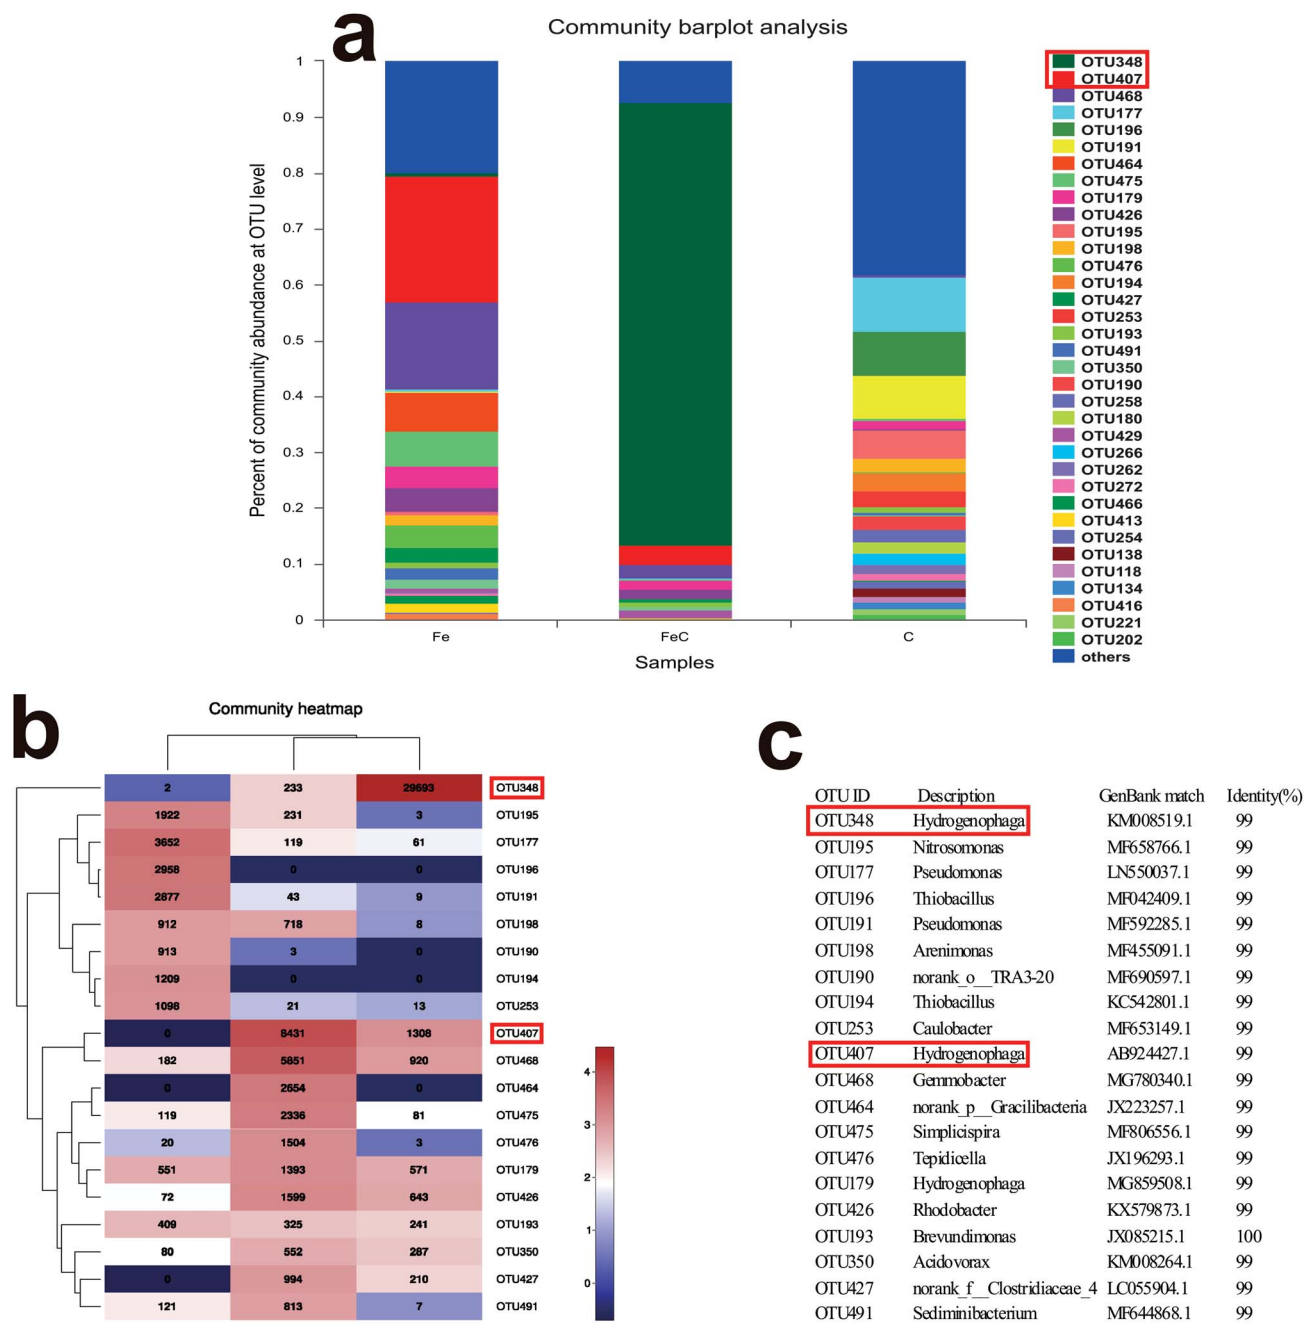 a
Community barplot analysis
Percent of community abundance at OTU level
1
0.9
0.8
0.7
0.6
0.5
0.4
0.3
0.2
0.1
0
Fe FeC C
Samples
OTU348
OTU407
OTU468
OTU177
OTU196
OTU191
OTU464
OTU475
OTU179
OTU426
OTU195
OTU198
OTU476
OTU194
OTU427
OTU253
OTU193
OTU491
OTU350
OTU190
OTU258
OTU180
OTU429
OTU266
OTU262
OTU272
OTU466
OTU413
OTU254
OTU138
OTU118
OTU134
OTU416
OTU221
OTU202
others
b
Community heatmap
2 233 29693 OTU348
1922 231 3 OTU195
3652 119 61 OTU177
2958 0 0 OTU196
2877 43 9 OTU191
912 718 8 OTU198
913 3 0 OTU190
1209 0 0 OTU194
1098 21 13 OTU253
0 8431 1308 OTU407
182 5851 920 OTU468
0 2654 0 OTU464
119 2336 81 OTU475
20 1504 3 OTU476
551 1393 571 OTU179
72 1599 643 OTU426
409 325 241 OTU193
80 552 287 OTU350
0 994 210 OTU427
121 813 7 OTU491
4
3
2
1
0
c
OTU ID Description GenBank match Identity(%)
OTU348 Hydrogenophaga KM008519.1 99
OTU195 Nitrosomonas MF658766.1 99
OTU177 Pseudomonas LN550037.1 99
OTU196 Thiobacillus MF042409.1 99
OTU191 Pseudomonas MF592285.1 99
OTU198 Arenimonas MF455091.1 99
OTU190 norank_o__TRA3-20 MF690597.1 99
OTU194 Thiobacillus KC542801.1 99
OTU253 Caulobacter MF653149.1 99
OTU407 Hydrogenophaga AB924427.1 99
OTU468 Gemmobacter MG780340.1 99
OTU464 norank_p__Gracilibacteria JX223257.1 99
OTU475 Simplicispira MF806556.1 99
OTU476 Tepidicella JX196293.1 99
OTU179 Hydrogenophaga MG859508.1 99
OTU426 Rhodobacter KX579873.1 99
OTU193 Brevundimonas JX085215.1 100
OTU350 Acidovorax KM008264.1 99
OTU427 norank_f__Clostridiaceae_4 LC055904.1 99
OTU491 Sediminibacterium MF644868.1 99